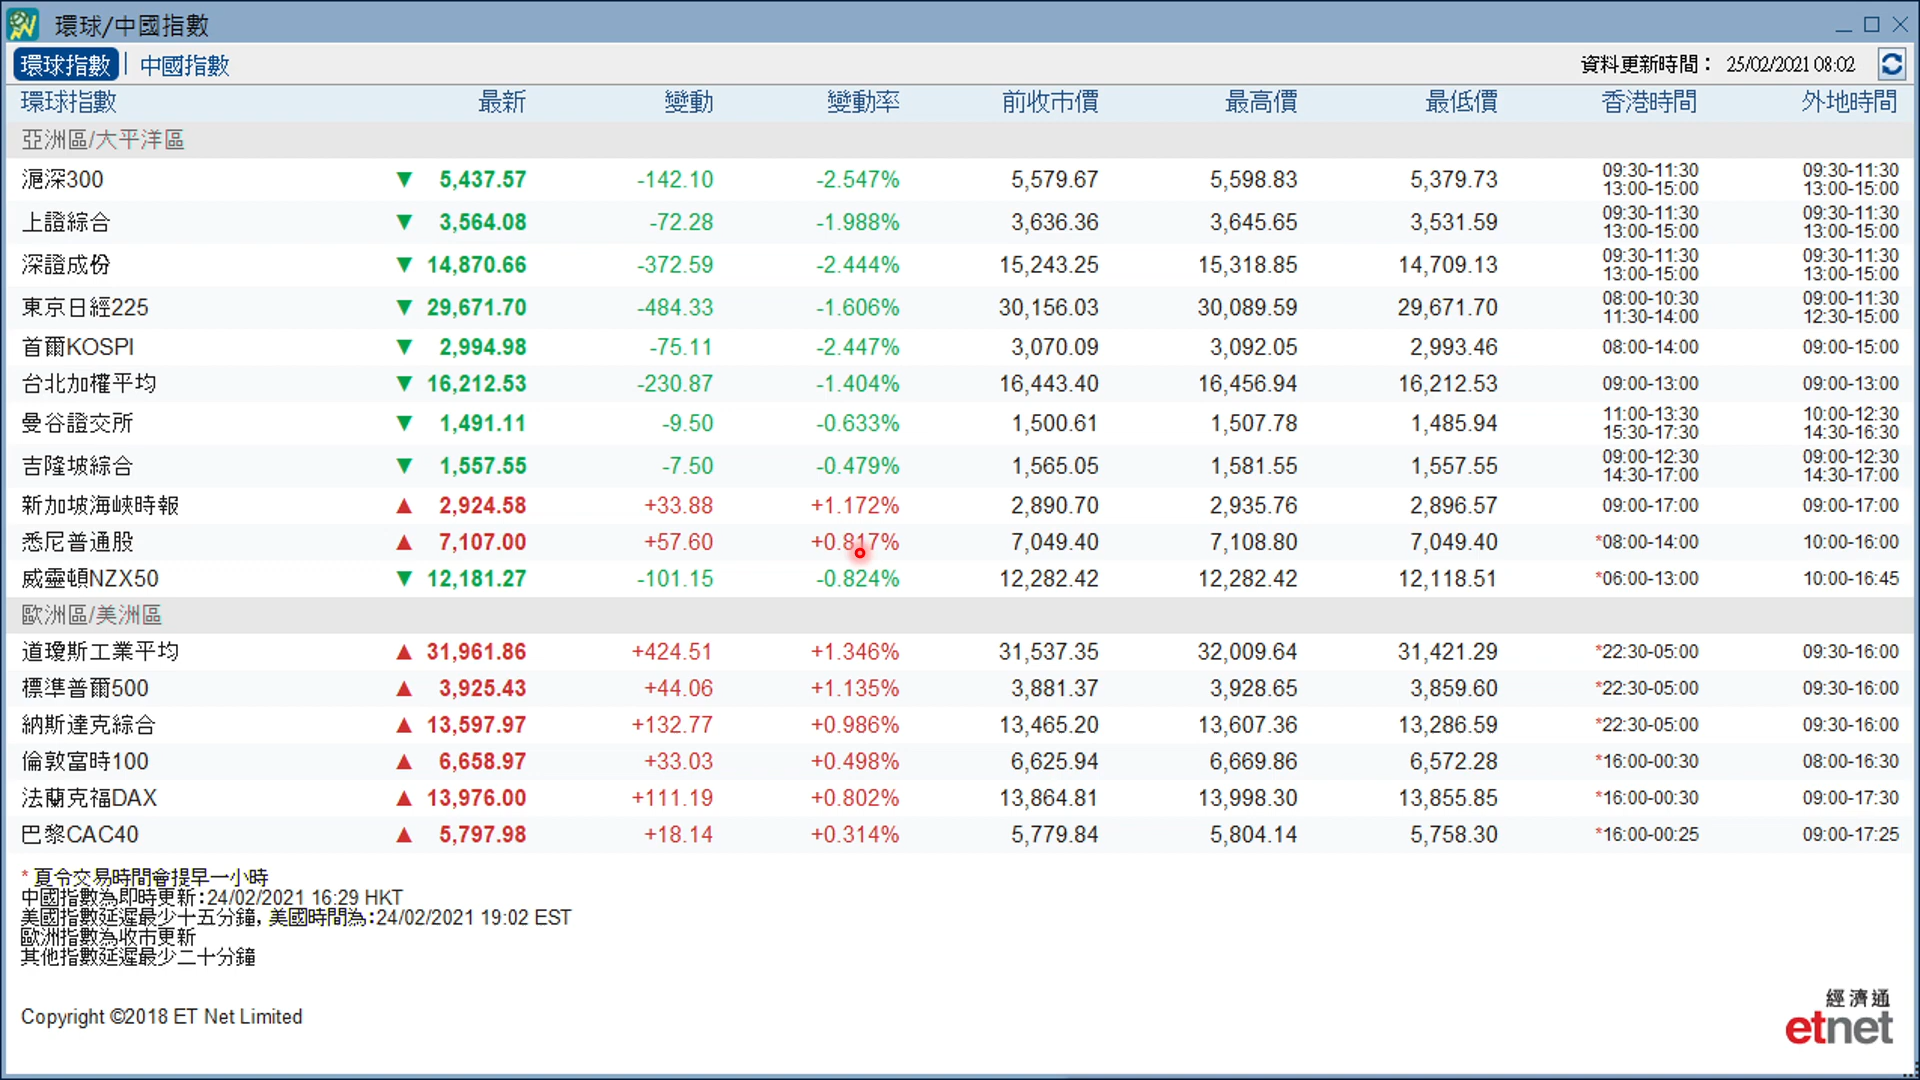 環球/中國指數
環球指數 | 中國指數 資料更新時間： 25/02/2021 08:02
環球指數 最新 變動 變動率 前收市價 最高價 最低價 香港時間 外地時間
亞洲區/大平洋區
滬深300 ▼ 5,437.57 -142.10 -2.547% 5,579.67 5,598.83 5,379.73 09:30-11:30 13:00-15:00 09:30-11:30 13:00-15:00
上證綜合 ▼ 3,564.08 -72.28 -1.988% 3,636.36 3,645.65 3,531.59 09:30-11:30 13:00-15:00 09:30-11:30 13:00-15:00
深證成份 ▼ 14,870.66 -372.59 -2.444% 15,243.25 15,318.85 14,709.13 09:30-11:30 13:00-15:00 09:30-11:30 13:00-15:00
東京日經225 ▼ 29,671.70 -484.33 -1.606% 30,156.03 30,089.59 29,671.70 08:00-10:30 11:30-14:00 09:00-11:30 12:30-15:00
首爾KOSPI ▼ 2,994.98 -75.11 -2.447% 3,070.09 3,092.05 2,993.46 08:00-14:00 09:00-15:00
台北加權平均 ▼ 16,212.53 -230.87 -1.404% 16,443.40 16,456.94 16,212.53 09:00-13:00 09:00-13:00
曼谷證交所 ▼ 1,491.11 -9.50 -0.633% 1,500.61 1,507.78 1,485.94 11:00-13:30 15:30-17:30 10:00-12:30 14:30-16:30
吉隆坡綜合 ▼ 1,557.55 -7.50 -0.479% 1,565.05 1,581.55 1,557.55 09:00-12:30 14:30-17:00 09:00-12:30 14:30-17:00
新加坡海峽時報 ▲ 2,924.58 +33.88 +1.172% 2,890.70 2,935.76 2,896.57 09:00-17:00 09:00-17:00
悉尼普通股 ▲ 7,107.00 +57.60 +0.817% 7,049.40 7,108.80 7,049.40 *08:00-14:00 10:00-16:00
威靈頓NZX50 ▼ 12,181.27 -101.15 -0.824% 12,282.42 12,282.42 12,118.51 *06:00-13:00 10:00-16:45
歐洲區/美洲區
道瓊斯工業平均 ▲ 31,961.86 +424.51 +1.346% 31,537.35 32,009.64 31,421.29 *22:30-05:00 09:30-16:00
標準普爾500 ▲ 3,925.43 +44.06 +1.135% 3,881.37 3,928.65 3,859.60 *22:30-05:00 09:30-16:00
納斯達克綜合 ▲ 13,597.97 +132.77 +0.986% 13,465.20 13,607.36 13,286.59 *22:30-05:00 09:30-16:00
倫敦富時100 ▲ 6,658.97 +33.03 +0.498% 6,625.94 6,669.86 6,572.28 *16:00-00:30 08:00-16:30
法蘭克福DAX ▲ 13,976.00 +111.19 +0.802% 13,864.81 13,998.30 13,855.85 *16:00-00:30 09:00-17:30
巴黎CAC40 ▲ 5,797.98 +18.14 +0.314% 5,779.84 5,804.14 5,758.30 *16:00-00:25 09:00-17:25
* 夏令交易時間會提早一小時
中國指數為即時更新：24/02/2021 16:29 HKT
美國指數延遲最少十五分鐘，美國時間為：24/02/2021 19:02 EST
歐洲指數為收市更新
其他指數延遲最少二十分鐘
Copyright ©2018 ET Net Limited
經濟通
etnet